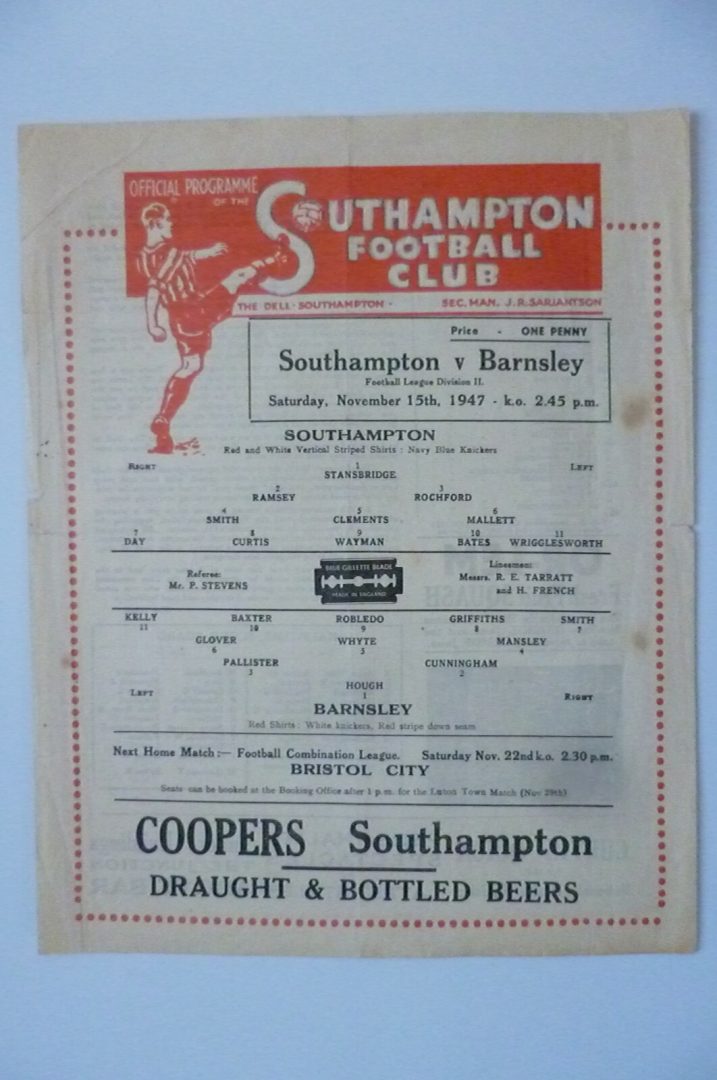 OFFICIAL PROGRAMME
OF THE
SOUTHAMPTON
FOOTBALL
CLUB
THE DELL · SOUTHAMPTON · SEC. MAN. J. R. SARJANTSON
Price - ONE PENNY
Southampton v Barnsley
Football League Division II.
Saturday, November 15th, 1947 - k.o. 2.45 p.m.
SOUTHAMPTON
Red and White Vertical Striped Shirts : Navy Blue Knickers
RIGHT 1 LEFT
STANSBRIDGE
2 3
RAMSEY ROCHFORD
4 5 6
SMITH CLEMENTS MALLETT
7 8 9 10 11
DAY CURTIS WAYMAN BATES WRIGGLESWORTH
Referee:
Mr. P. STEVENS
BLUE GILLETTE BLADE
MADE IN ENGLAND
Linesmen:
Messrs. R. E. TARRATT
and H. FRENCH
KELLY BAXTER ROBLEDO GRIFFITHS SMITH
11 10 9 8 7
GLOVER WHYTE MANSLEY
6 5 4
PALLISTER CUNNINGHAM
3 2
HOUGH
LEFT 1 RIGHT
BARNSLEY
Red Shirts : White knickers, Red stripe down seam
Next Home Match :— Football Combination League. Saturday Nov. 22nd k.o. 2.30 p.m.
BRISTOL CITY
Seats can be booked at the Booking Office after 1 p.m. for the Luton Town Match (Nov 29th)
COOPERS Southampton
DRAUGHT & BOTTLED BEERS